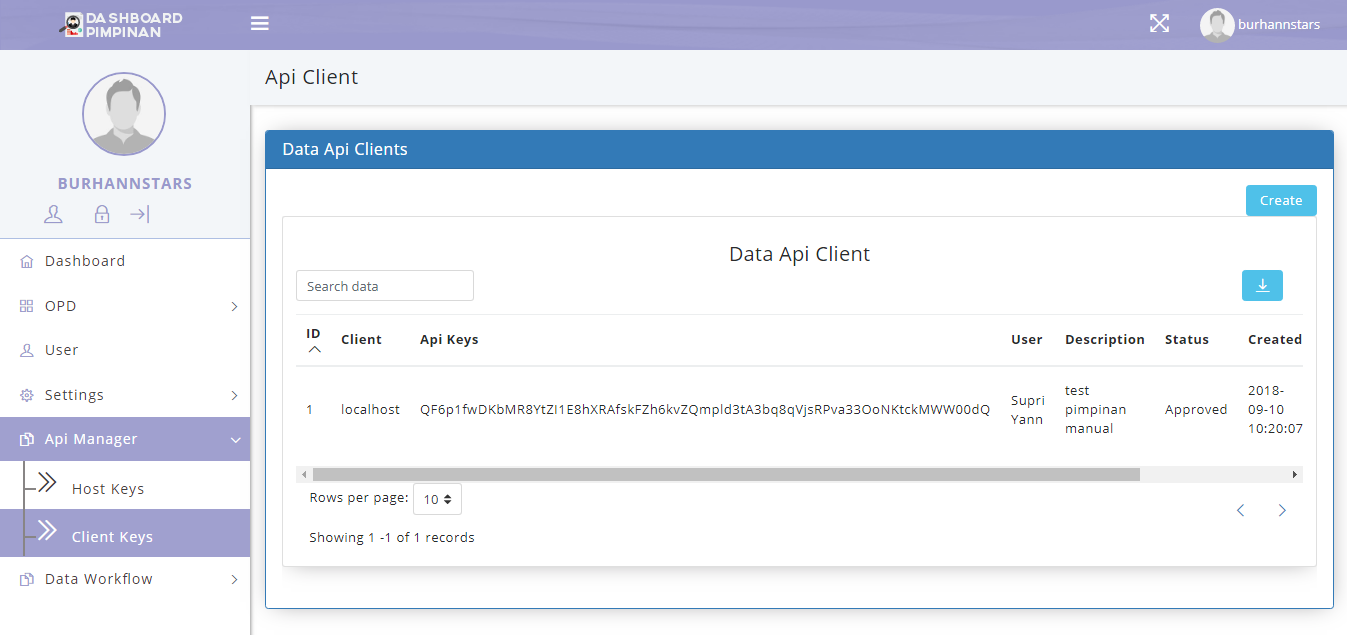 DASHBOARD
PIMPINAN
burhannstars
Api Client
BURHANNSTARS
Dashboard
OPD
User
Settings
Api Manager
Host Keys
Client Keys
Data Workflow
Data Api Clients
Create
Data Api Client
Search data
ID Client Api Keys User Description Status Created
1 localhost QF6p1fwDKbMR8YtZI1E8hXRAfskFZh6kvZQmpld3tA3bq8qVjsRPva33OoNKtckMWW00dQ Supri Yann test pimpinan manual Approved 2018-09-10 10:20:07
Rows per page: 10
Showing 1 -1 of 1 records